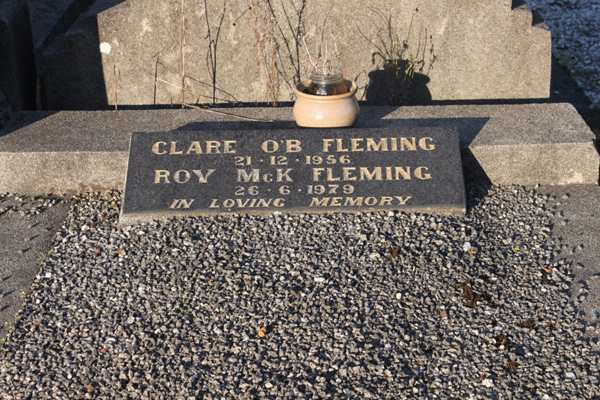 CLARE O'B FLEMING
21·12·1956
ROY McK FLEMING
26·6·1979
IN LOVING MEMORY